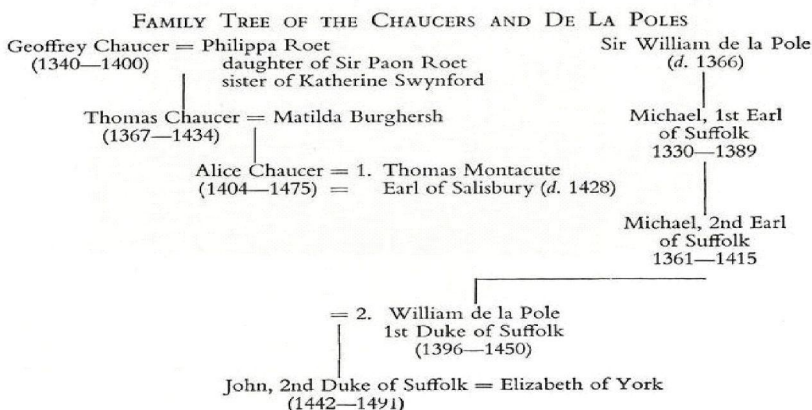 FAMILY TREE OF THE CHAUCERS AND DE LA POLES
Geoffrey Chaucer = Philippa Roet
(1340—1400)
daughter of Sir Paon Roet
sister of Katherine Swynford
Sir William de la Pole
(d. 1366)
Thomas Chaucer = Matilda Burghersh
(1367—1434)
Michael, 1st Earl
of Suffolk
1330—1389
Alice Chaucer = 1. Thomas Montacute
(1404—1475) = Earl of Salisbury (d. 1428)
Michael, 2nd Earl
of Suffolk
1361—1415
= 2. William de la Pole
1st Duke of Suffolk
(1396—1450)
John, 2nd Duke of Suffolk = Elizabeth of York
(1442—1491)